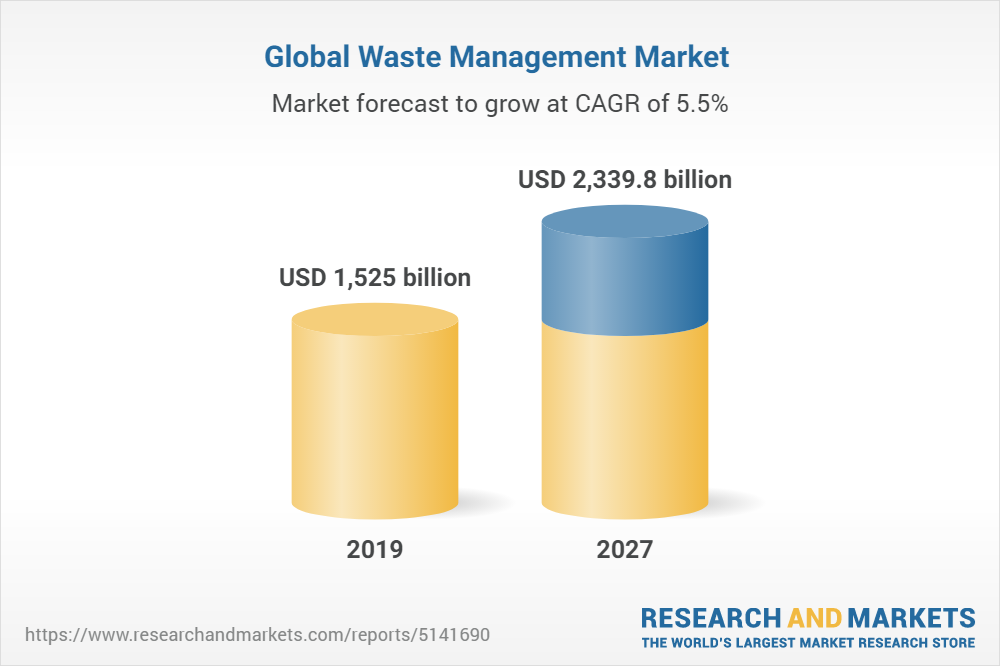 Global Waste Management Market
Market forecast to grow at CAGR of 5.5%
USD 2,339.8 billion
USD 1,525 billion
2019
2027
https://www.researchandmarkets.com/reports/5141690
RESEARCH AND MARKETS
THE WORLD'S LARGEST MARKET RESEARCH STORE